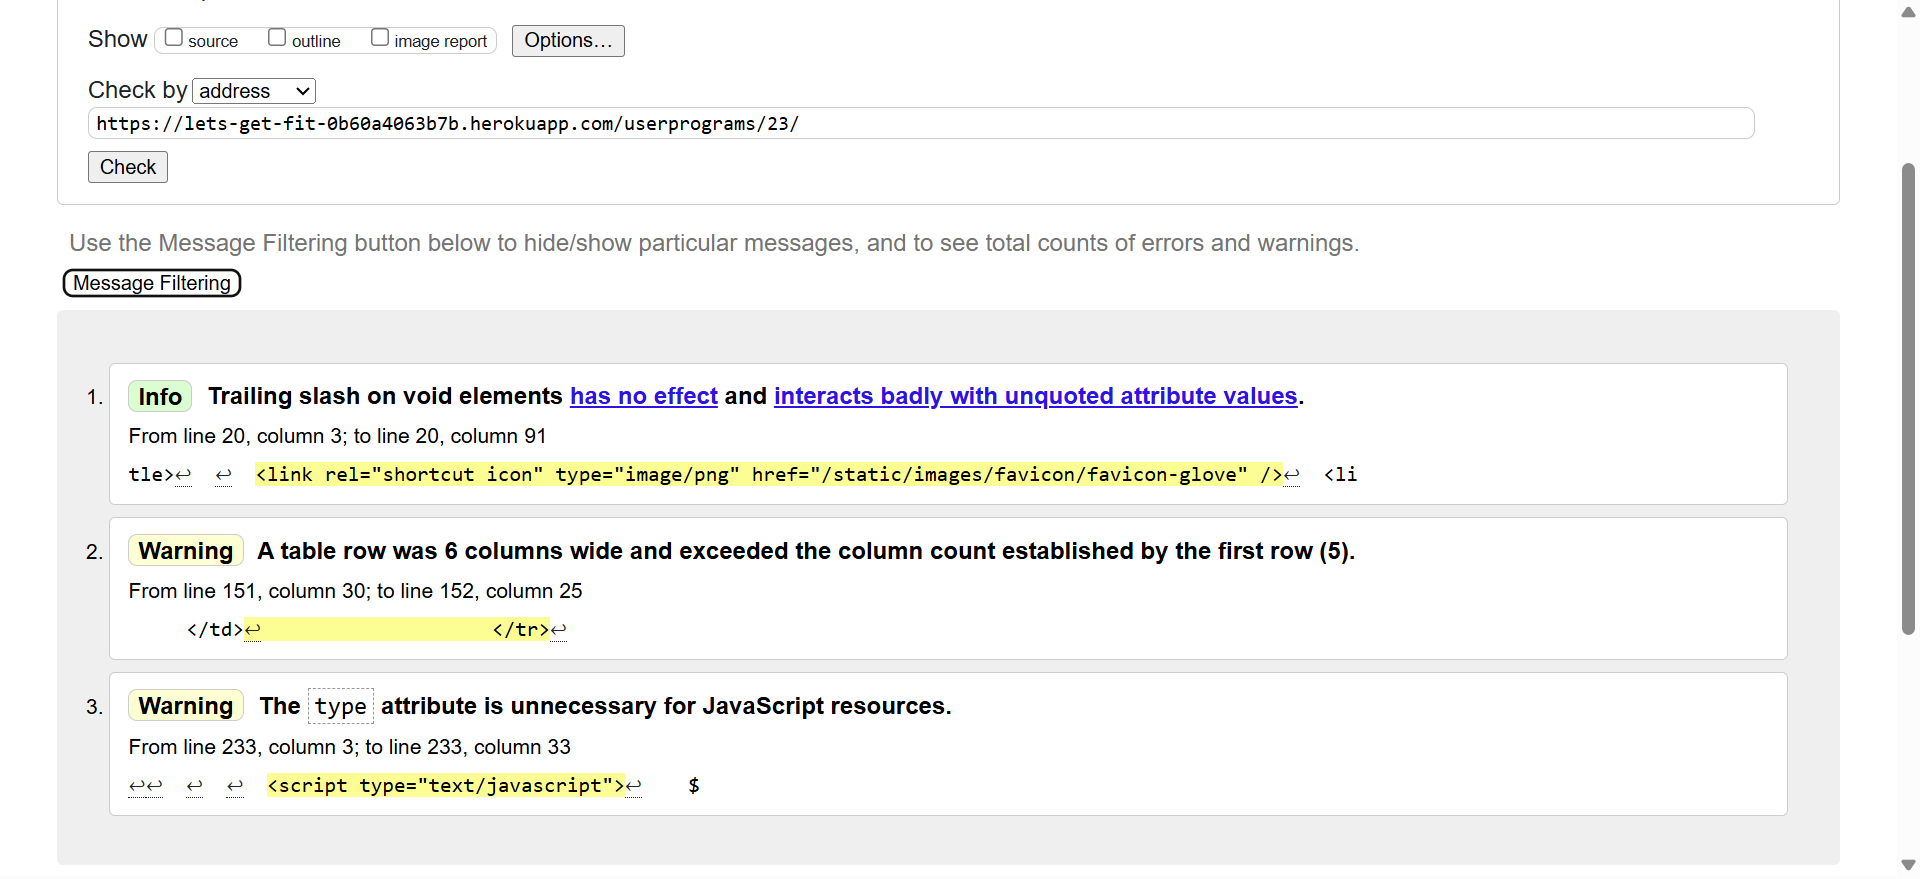 Show source outline image report Options...
Check by address
https://lets-get-fit-0b60a4063b7b.herokuapp.com/userprograms/23/
Check
Use the Message Filtering button below to hide/show particular messages, and to see total counts of errors and warnings.
Message Filtering
1. Info Trailing slash on void elements has no effect and interacts badly with unquoted attribute values.
From line 20, column 3; to line 20, column 91
tle>↩ ↩ <link rel="shortcut icon" type="image/png" href="/static/images/favicon/favicon-glove" />↩ <li
2. Warning A table row was 6 columns wide and exceeded the column count established by the first row (5).
From line 151, column 30; to line 152, column 25
</td>↩ </tr>↩
3. Warning The type attribute is unnecessary for JavaScript resources.
From line 233, column 3; to line 233, column 33
↩↩ ↩ ↩ <script type="text/javascript">↩ $